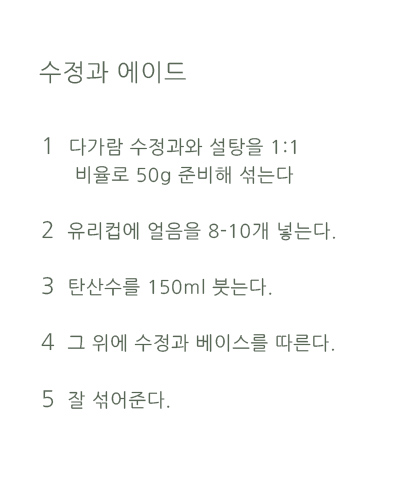 수정과 에이드
1 다가람 수정과와 설탕을 1:1
비율로 50g 준비해 섞는다
2 유리컵에 얼음을 8-10개 넣는다.
3 탄산수를 150ml 붓는다.
4 그 위에 수정과 베이스를 따른다.
5 잘 섞어준다.